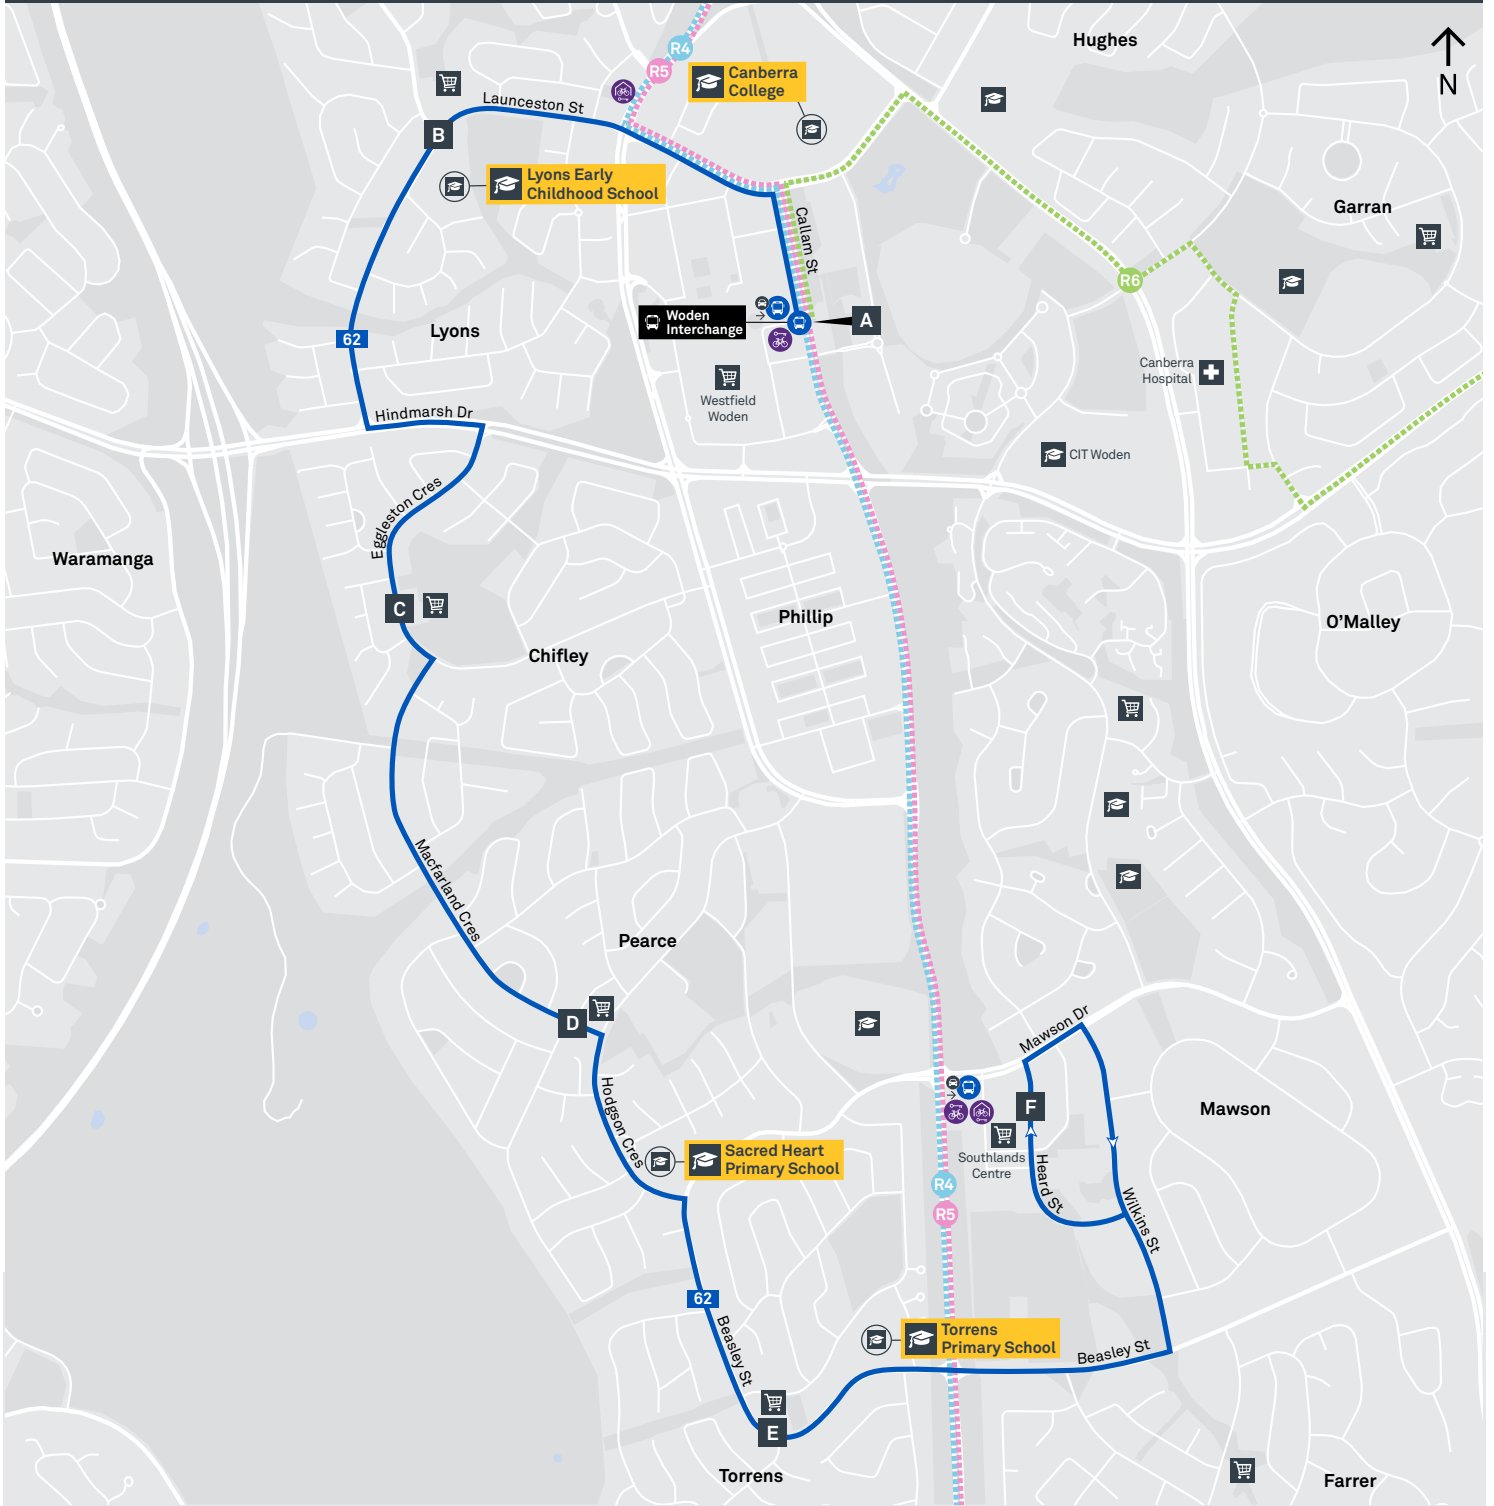 Hughes
N
R4
R5
Canberra
College
Launceston St
B
Lyons Early
Childhood School
Garran
Callam St
R6
Woden
Interchange
A
62
Lyons
Canberra
Hospital
Westfield
Woden
Hindmarsh Dr
CIT Woden
Eggleston Cres
Waramanga
C
Phillip
O'Malley
Chifley
Macfarland Cres
Pearce
D
Mawson Dr
Hodgson Cres
F
Mawson
Sacred Heart
Primary School
Southlands
Centre
Heard St
R4
R5
Wilkins St
62
Beasley St
Torrens
Primary School
Beasley St
E
Torrens
Farrer